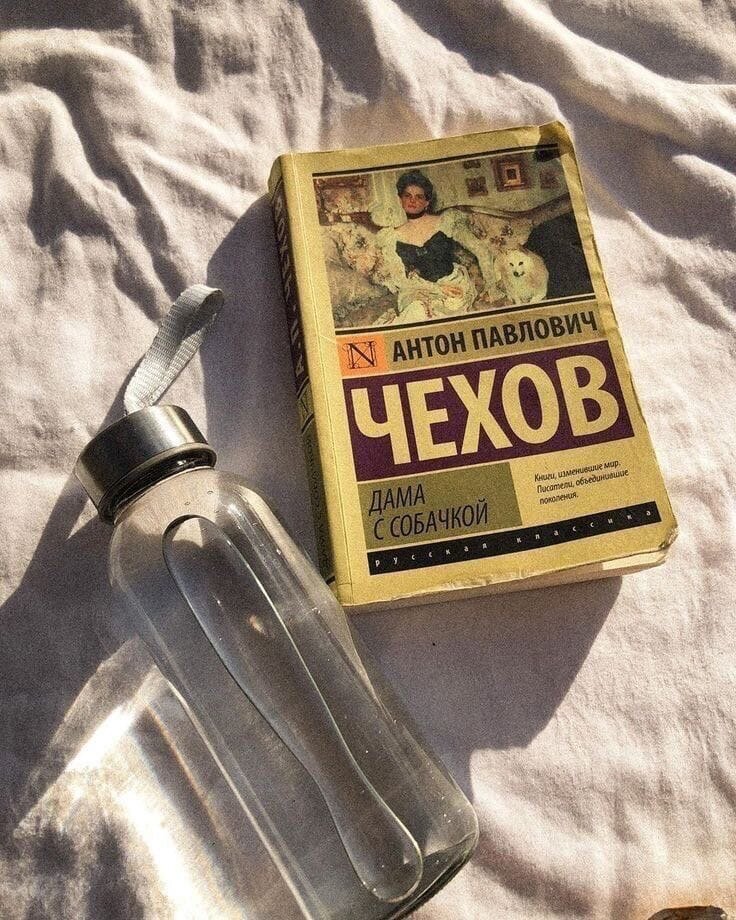 N
АНТОН ПАВЛОВИЧ
ЧЕХОВ
ДАМА
С СОБАЧКОЙ
Книги, изменившие мир.
Писатели, объединившие
поколения.
русская классика